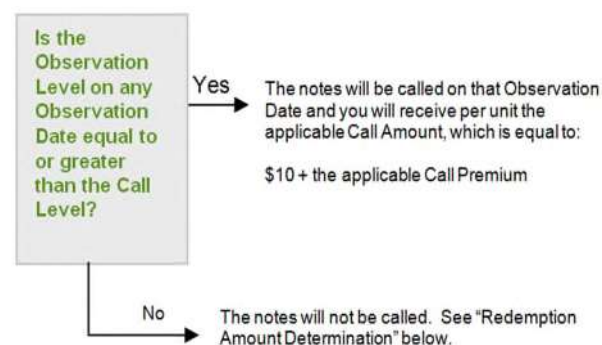 Is the
Observation
Level on any
Observation
Date equal to
or greater
than the Call
Level?
Yes
The notes will be called on that Observation
Date and you will receive per unit the
applicable Call Amount, which is equal to:
$10 + the applicable Call Premium
No
The notes will not be called. See "Redemption
Amount Determination" below.